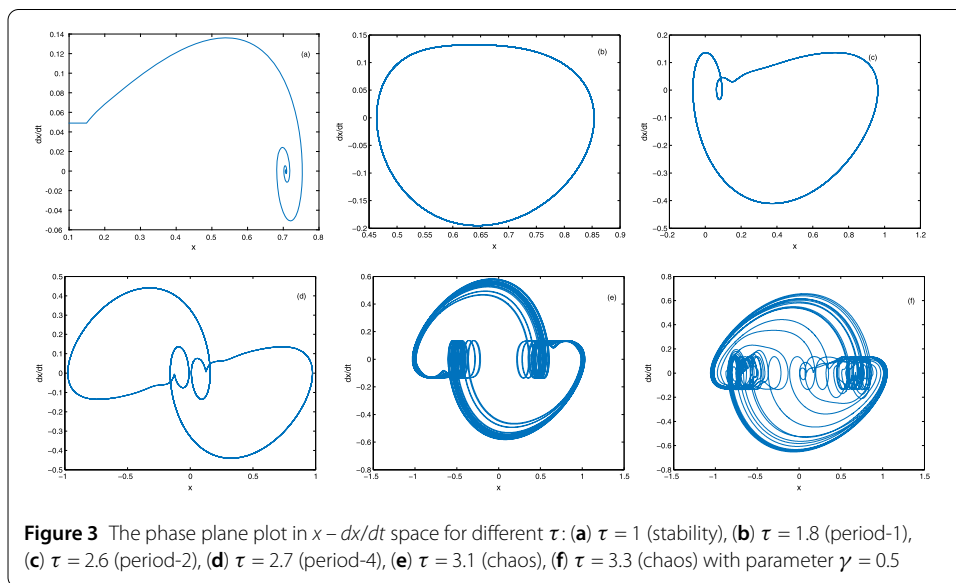 0.14
0.12
0.1
0.08
0.06
0.04
0.02
0
-0.02
-0.04
-0.06
dx/dt
(a)
0.1 0.2 0.3 0.4 0.5 0.6 0.7 0.8
x
0.15
0.1
0.05
0
−0.05
−0.1
−0.15
−0.2
dx/dt
(b)
0.45 0.5 0.55 0.6 0.65 0.7 0.75 0.8 0.85 0.9
x
0.2
0.1
0
−0.1
−0.2
−0.3
−0.4
−0.5
dx/dt
(c)
−0.2 0 0.2 0.4 0.6 0.8 1 1.2
x
0.5
0.4
0.3
0.2
0.1
0
−0.1
−0.2
−0.3
−0.4
−0.5
dx/dt
(d)
−1 −0.5 0 0.5 1
x
0.6
0.4
0.2
0
−0.2
−0.4
−0.6
−0.8
dx/dt
(e)
−1.5 −1 −0.5 0 0.5 1 1.5
x
0.8
0.6
0.4
0.2
0
−0.2
−0.4
−0.6
−0.8
dx/dt
(f)
−1.5 −1 −0.5 0 0.5 1 1.5
x
Figure 3 The phase plane plot in x – dx/dt space for different τ: (a) τ = 1 (stability), (b) τ = 1.8 (period-1),
(c) τ = 2.6 (period-2), (d) τ = 2.7 (period-4), (e) τ = 3.1 (chaos), (f) τ = 3.3 (chaos) with parameter γ = 0.5